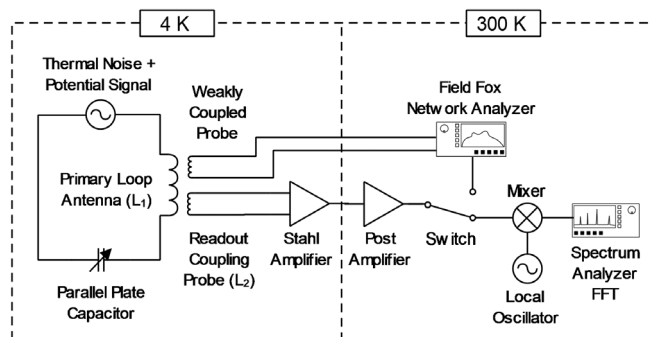 4 K
300 K
Thermal Noise +
Potential Signal
Weakly
Coupled
Probe
Field Fox
Network Analyzer
Primary Loop
Antenna (L₁)
Mixer
Readout
Coupling
Probe (L₂)
Stahl
Amplifier
Post
Amplifier
Switch
Spectrum
Analyzer
FFT
Parallel Plate
Capacitor
Local
Oscillator